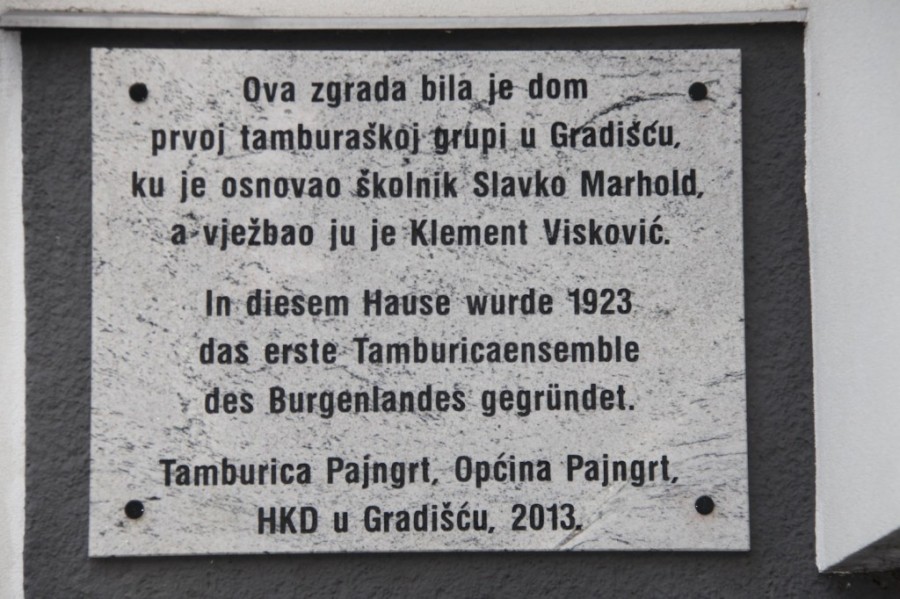 Ova zgrada bila je dom
prvoj tamburaškoj grupi u Gradišću,
ku je osnovao školnik Slavko Marhold,
a vježbao ju je Klement Visković.
In diesem Hause wurde 1923
das erste Tamburicaensemble
des Burgenlandes gegründet.
Tamburica Pajngrt, Općina Pajngrt,
HKD u Gradišću, 2013.